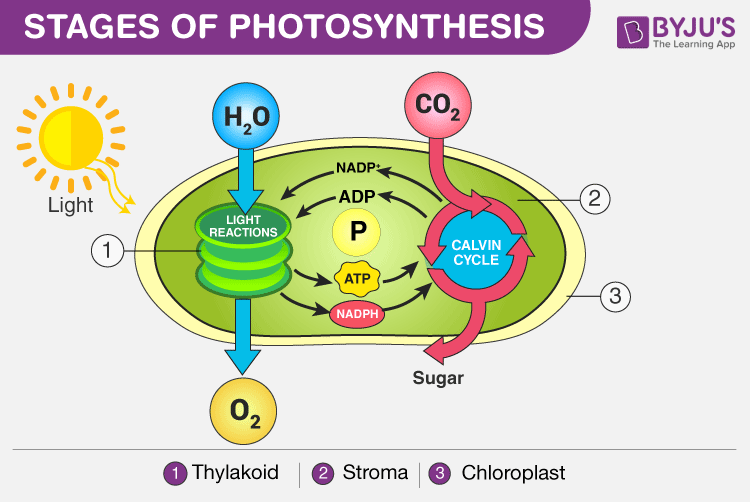 STAGES OF PHOTOSYNTHESIS
B BYJU'S
The Learning App
H₂O
CO₂
Light
NADP⁺
ADP
2
LIGHT
REACTIONS
P
1
CALVIN
CYCLE
ATP
3
NADPH
Sugar
O₂
1 Thylakoid
2 Stroma
3 Chloroplast